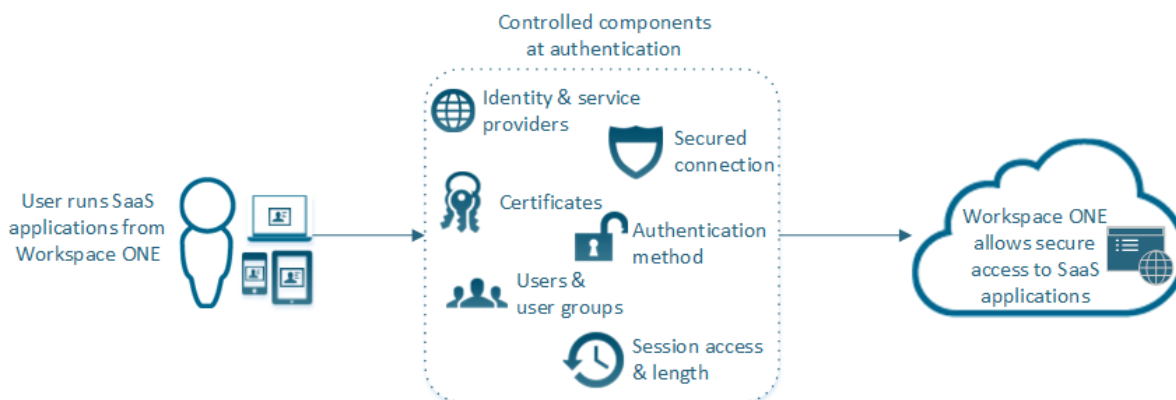 Controlled components
at authentication
Identity & service
providers
Secured
connection
User runs SaaS
applications from
Workspace ONE
Certificates
Authentication
method
Users &
user groups
Session access
& length
Workspace ONE
allows secure
access to SaaS
applications